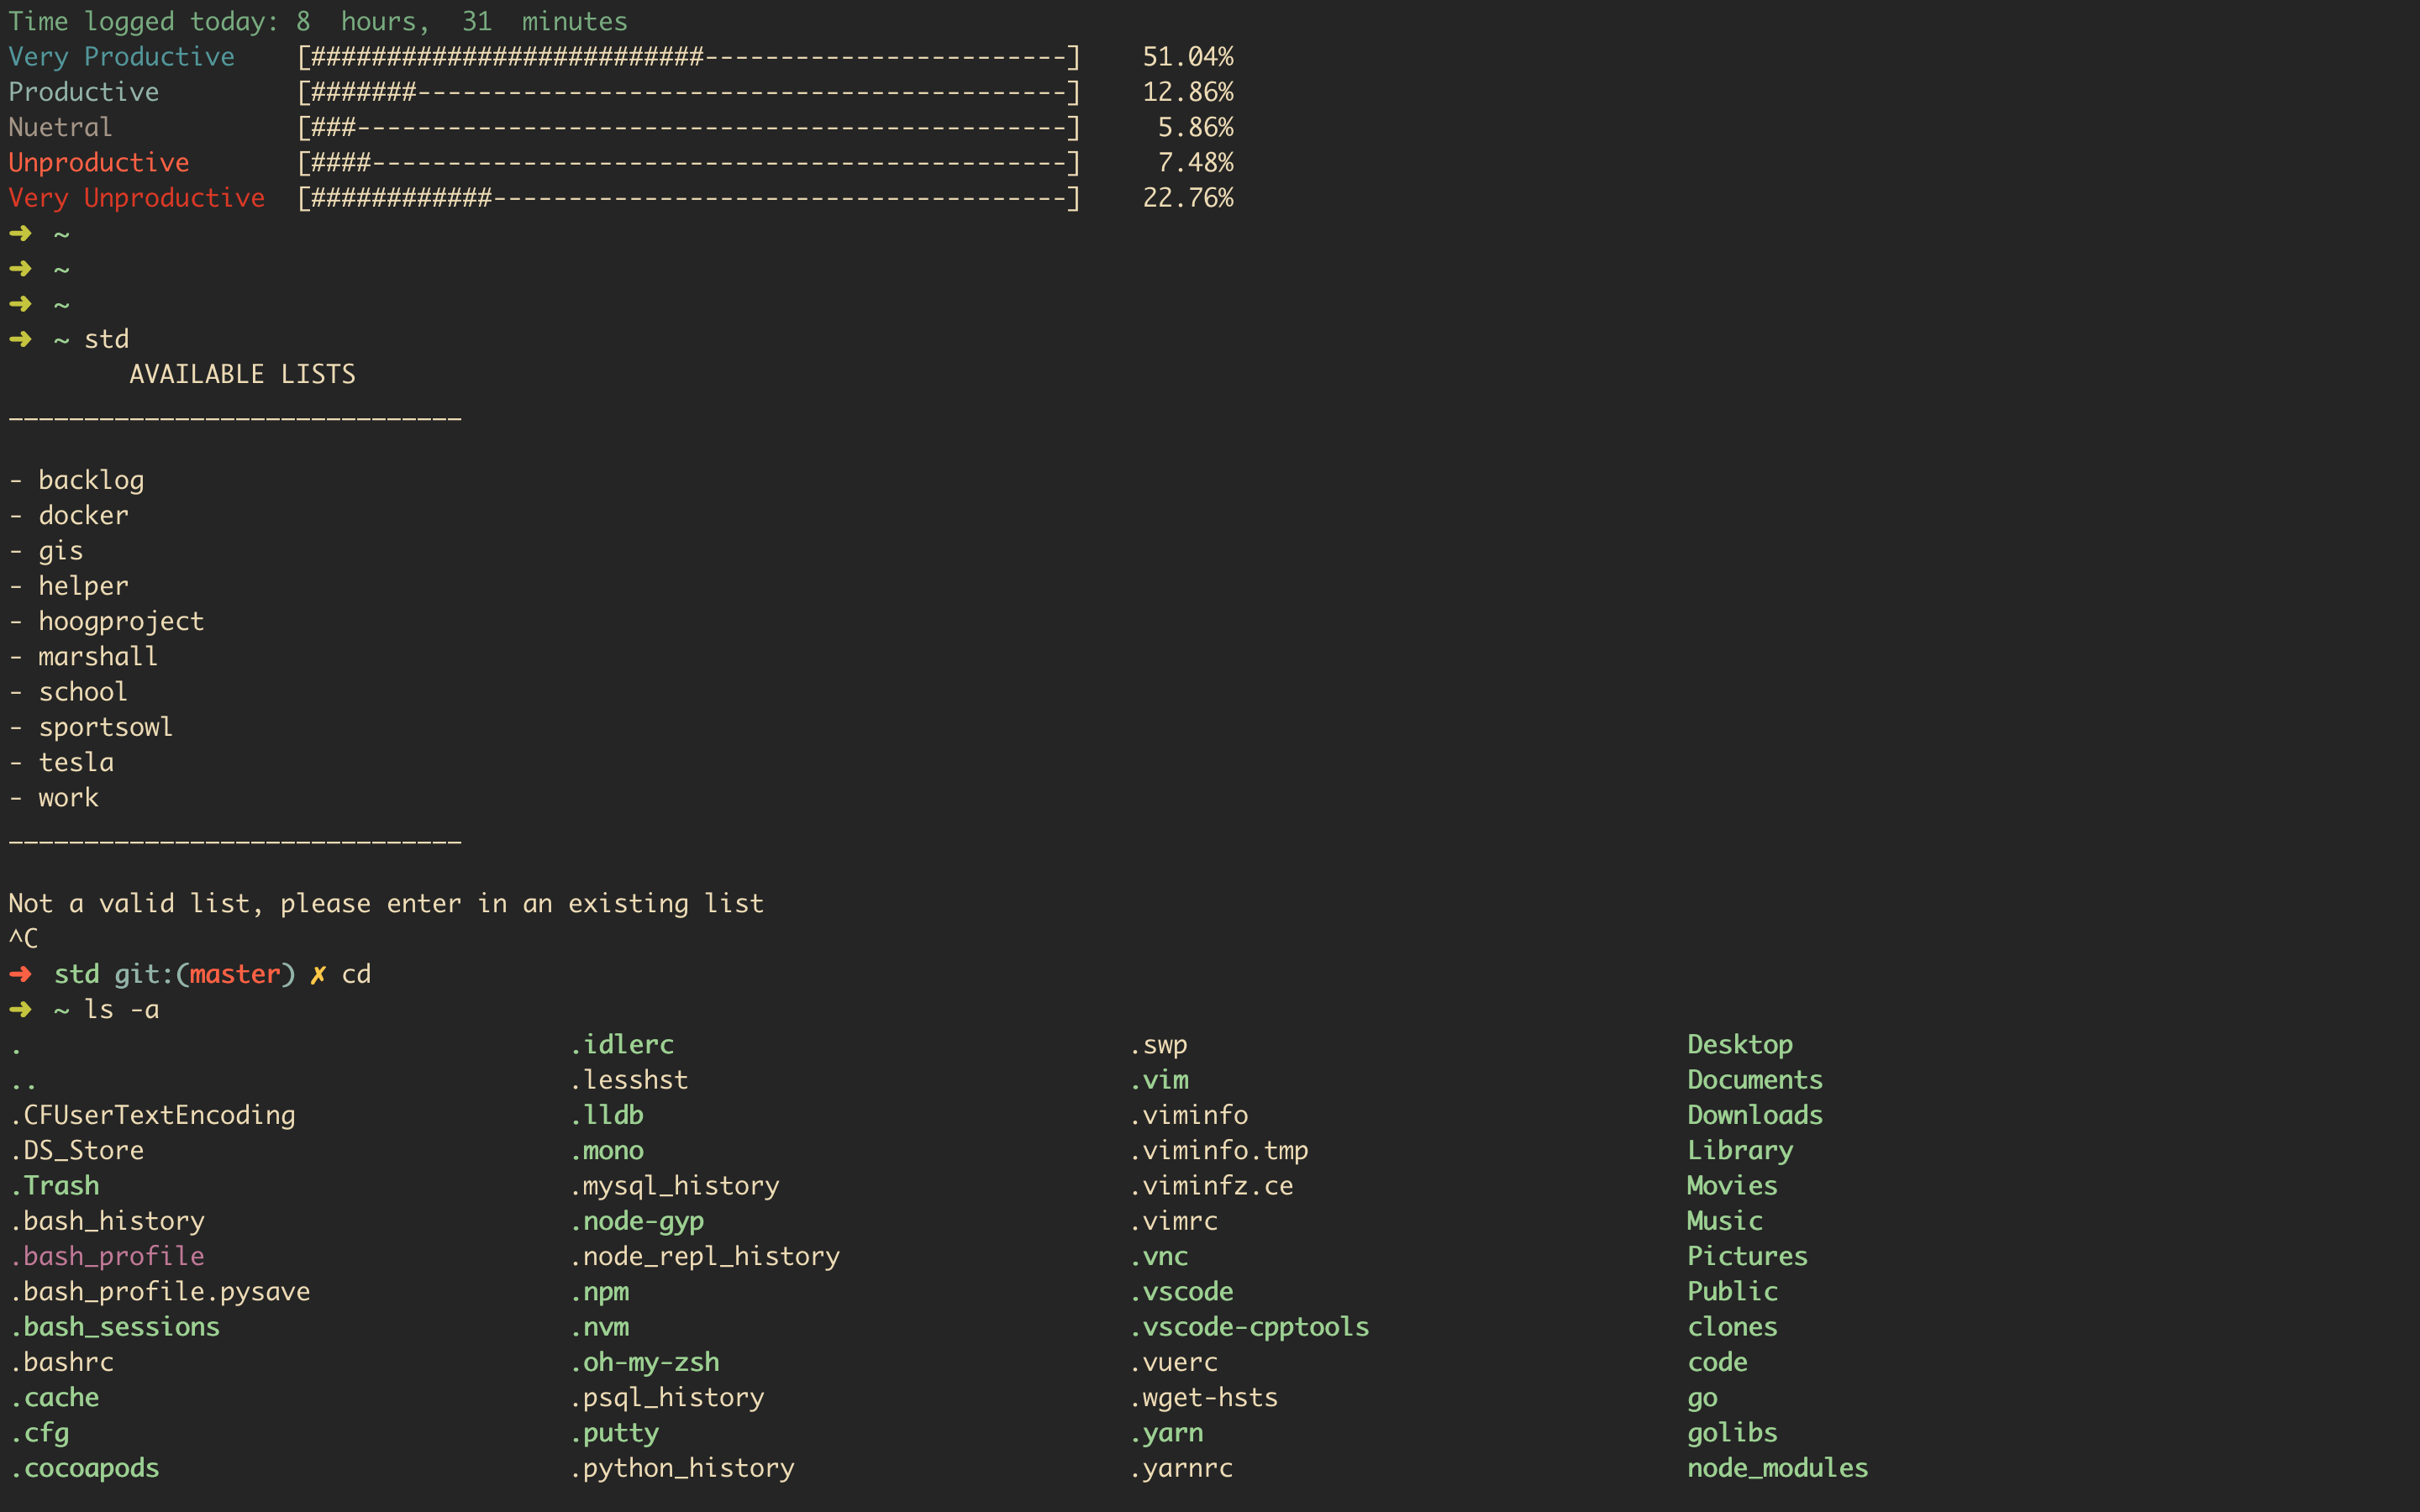 Time logged today: 8  hours,  31  minutes
Very Productive    [##########################------------------------]    51.04%
Productive         [#######-------------------------------------------]    12.86%
Nuetral            [###-----------------------------------------------]     5.86%
Unproductive       [####----------------------------------------------]     7.48%
Very Unproductive  [############--------------------------------------]    22.76%
➜  ~
➜  ~
➜  ~
➜  ~ std
        AVAILABLE LISTS
______________________________
- backlog
- docker
- gis
- helper
- hoogproject
- marshall
- school
- sportsowl
- tesla
- work
______________________________
Not a valid list, please enter in an existing list
^C
➜  std git:(master) ✗ cd
➜  ~ ls -a
.                                    .idlerc                              .swp                                 Desktop
..                                   .lesshst                             .vim                                 Documents
.CFUserTextEncoding                  .lldb                                .viminfo                             Downloads
.DS_Store                            .mono                                .viminfo.tmp                         Library
.Trash                               .mysql_history                       .viminfz.ce                          Movies
.bash_history                        .node-gyp                            .vimrc                               Music
.bash_profile                        .node_repl_history                   .vnc                                 Pictures
.bash_profile.pysave                 .npm                                 .vscode                              Public
.bash_sessions                       .nvm                                 .vscode-cpptools                     clones
.bashrc                              .oh-my-zsh                           .vuerc                               code
.cache                               .psql_history                        .wget-hsts                           go
.cfg                                 .putty                               .yarn                                golibs
.cocoapods                           .python_history                      .yarnrc                              node_modules